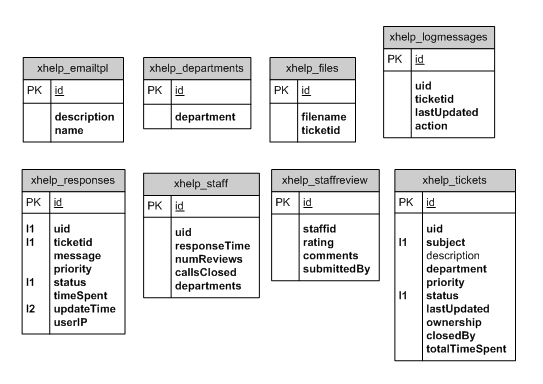 xhelp_emailtpl
PK id
description
name
xhelp_departments
PK id
department
xhelp_files
PK id
filename
ticketid
xhelp_logmessages
PK id
uid
ticketid
lastUpdated
action
xhelp_responses
PK id
I1 uid
I1 ticketid
message
priority
I1 status
timeSpent
I2 updateTime
userIP
xhelp_staff
PK id
uid
responseTime
numReviews
callsClosed
departments
xhelp_staffreview
PK id
staffid
rating
comments
submittedBy
xhelp_tickets
PK id
uid
I1 subject
description
department
priority
I1 status
lastUpdated
ownership
closedBy
totalTimeSpent